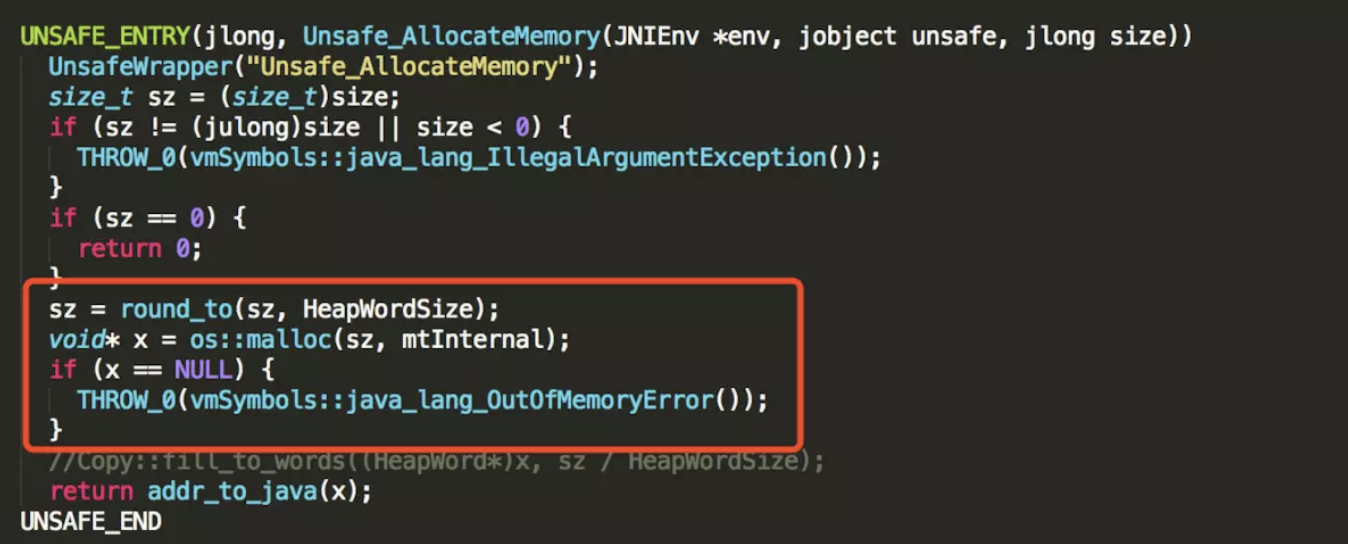 UNSAFE_ENTRY(jlong, Unsafe_AllocateMemory(JNIEnv *env, jobject unsafe, jlong size))
  UnsafeWrapper("Unsafe_AllocateMemory");
  size_t sz = (size_t)size;
  if (sz != (julong)size || size < 0) {
    THROW_0(vmSymbols::java_lang_IllegalArgumentException());
  }
  if (sz == 0) {
    return 0;
  }
  sz = round_to(sz, HeapWordSize);
  void* x = os::malloc(sz, mtInternal);
  if (x == NULL) {
    THROW_0(vmSymbols::java_lang_OutOfMemoryError());
  }
  //Copy::fill_to_words((HeapWord*)x, sz / HeapWordSize);
  return addr_to_java(x);
UNSAFE_END